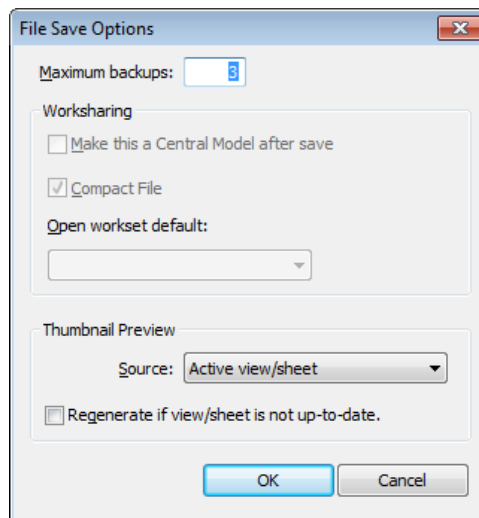 File Save Options
Maximum backups: 3
Worksharing
Make this a Central Model after save
Compact File
Open workset default:
Thumbnail Preview
Source: Active view/sheet
Regenerate if view/sheet is not up-to-date.
OK Cancel